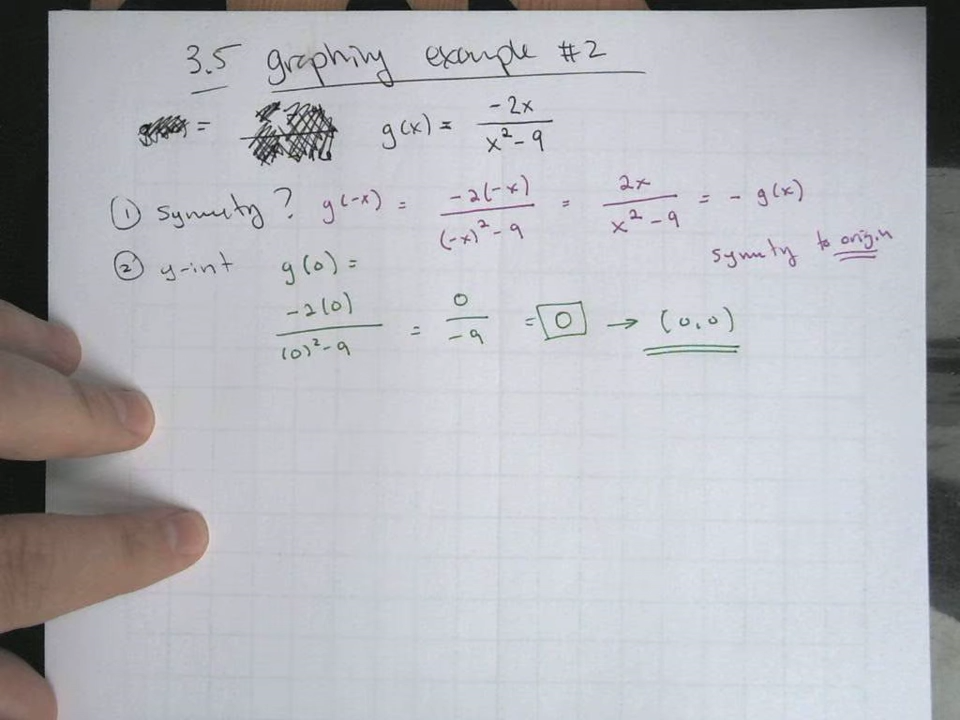 3.5 graphing example #2
= g(x) = -2x / x² - 9
① symmetry? g(-x) = -2(-x) / (-x)² - 9 = 2x / x² - 9 = - g(x)
symmetry to origin
② y-int g(0) =
-2(0) / (0)² - 9 = 0 / -9 = 0 → (0,0)